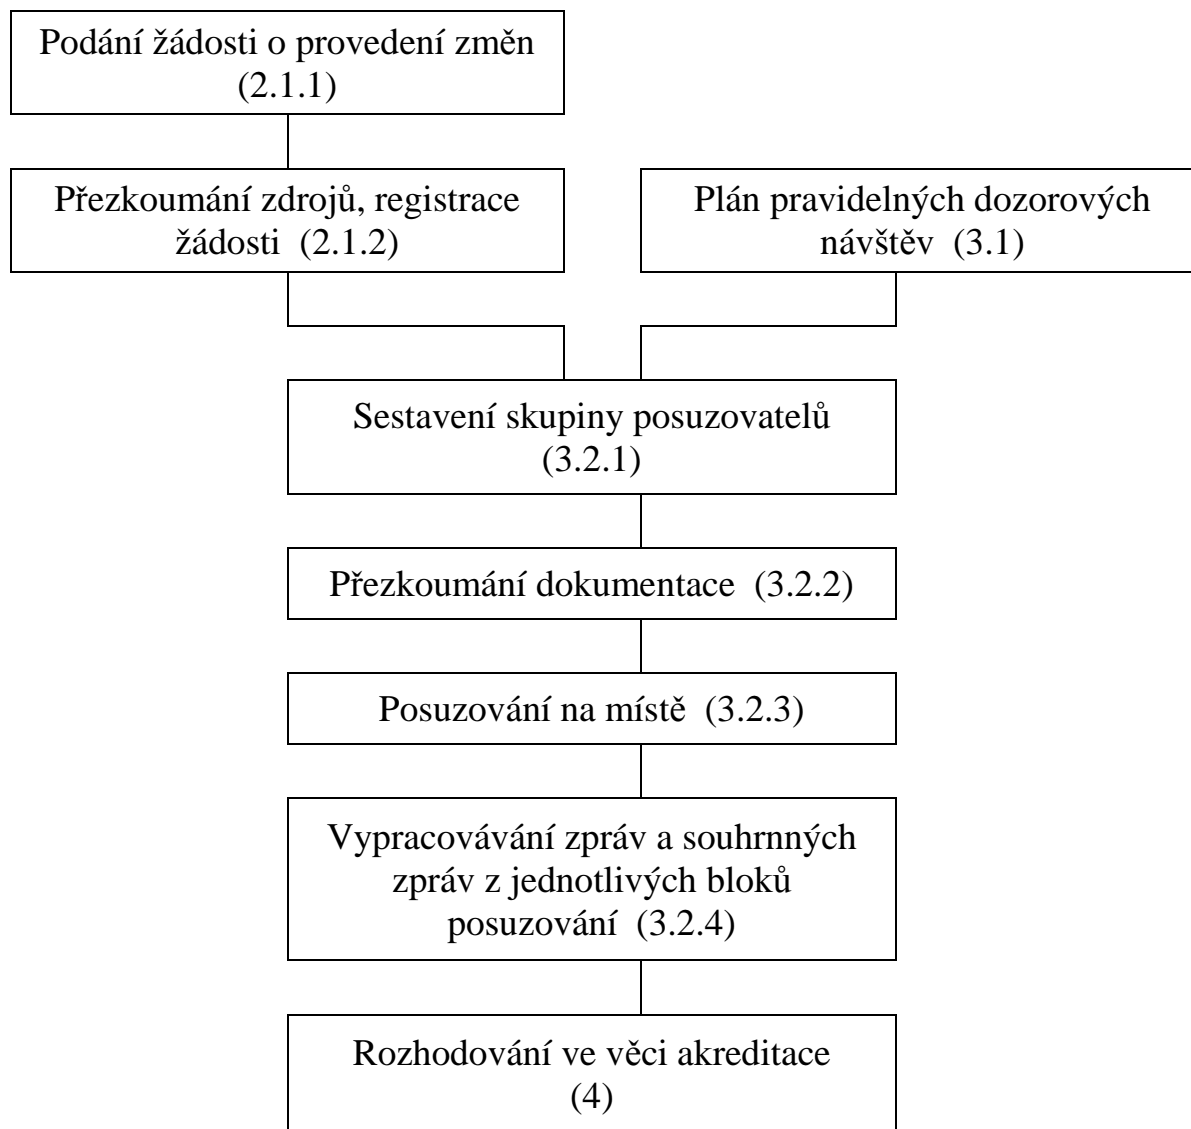 Podání žádosti o provedení změn
(2.1.1)
Přezkoumání zdrojů, registrace
žádosti (2.1.2)
Plán pravidelných dozorových
návštěv (3.1)
Sestavení skupiny posuzovatelů
(3.2.1)
Přezkoumání dokumentace (3.2.2)
Posuzování na místě (3.2.3)
Vypracovávání zpráv a souhrnných
zpráv z jednotlivých bloků
posuzování (3.2.4)
Rozhodování ve věci akreditace
(4)